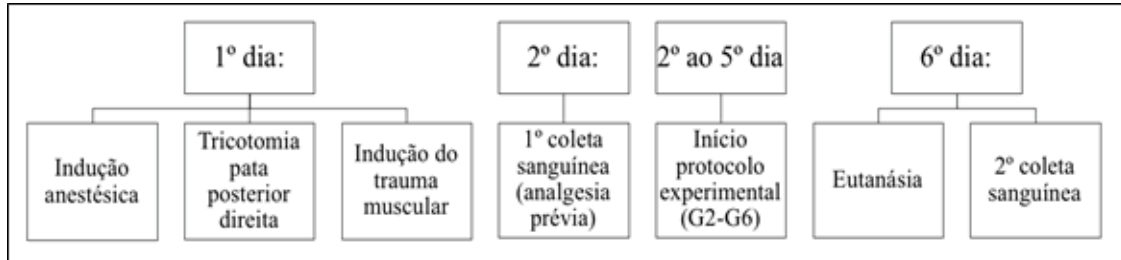 1º dia:
2º dia:
2º ao 5º dia
6º dia:
Indução
anestésica
Tricotomia
pata
posterior
direita
Indução do
trauma
muscular
1º coleta
sanguínea
(analgesia
prévia)
Início
protocolo
experimental
(G2-G6)
Eutanásia
2º coleta
sanguínea